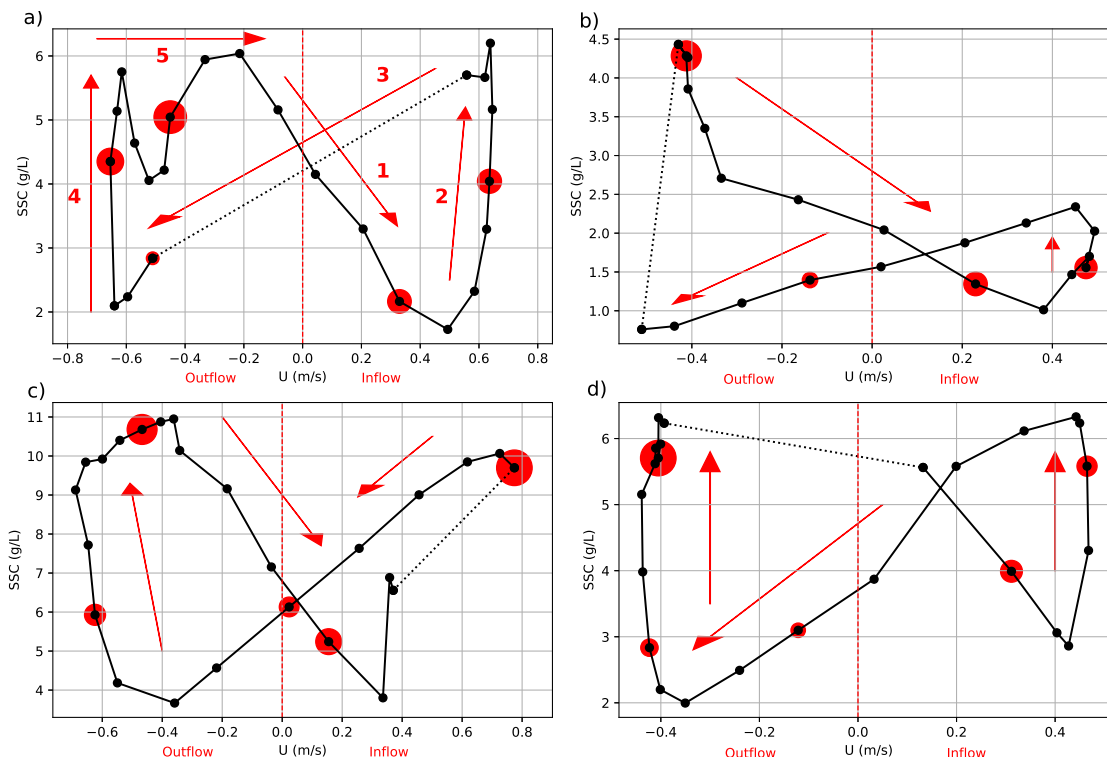 a)
6
5
4
3
2
SSC (g/L)
5
3
1
2
4
−0.8 −0.6 −0.4 −0.2 0.0 0.2 0.4 0.6 0.8
Outflow U (m/s) Inflow
b)
4.5
4.0
3.5
3.0
2.5
2.0
1.5
1.0
SSC (g/L)
−0.4 −0.2 0.0 0.2 0.4
Outflow U (m/s) Inflow
c)
11
10
9
8
7
6
5
4
SSC (g/L)
−0.6 −0.4 −0.2 0.0 0.2 0.4 0.6 0.8
Outflow U (m/s) Inflow
d)
6
5
4
3
2
SSC (g/L)
−0.4 −0.2 0.0 0.2 0.4
Outflow U (m/s) Inflow